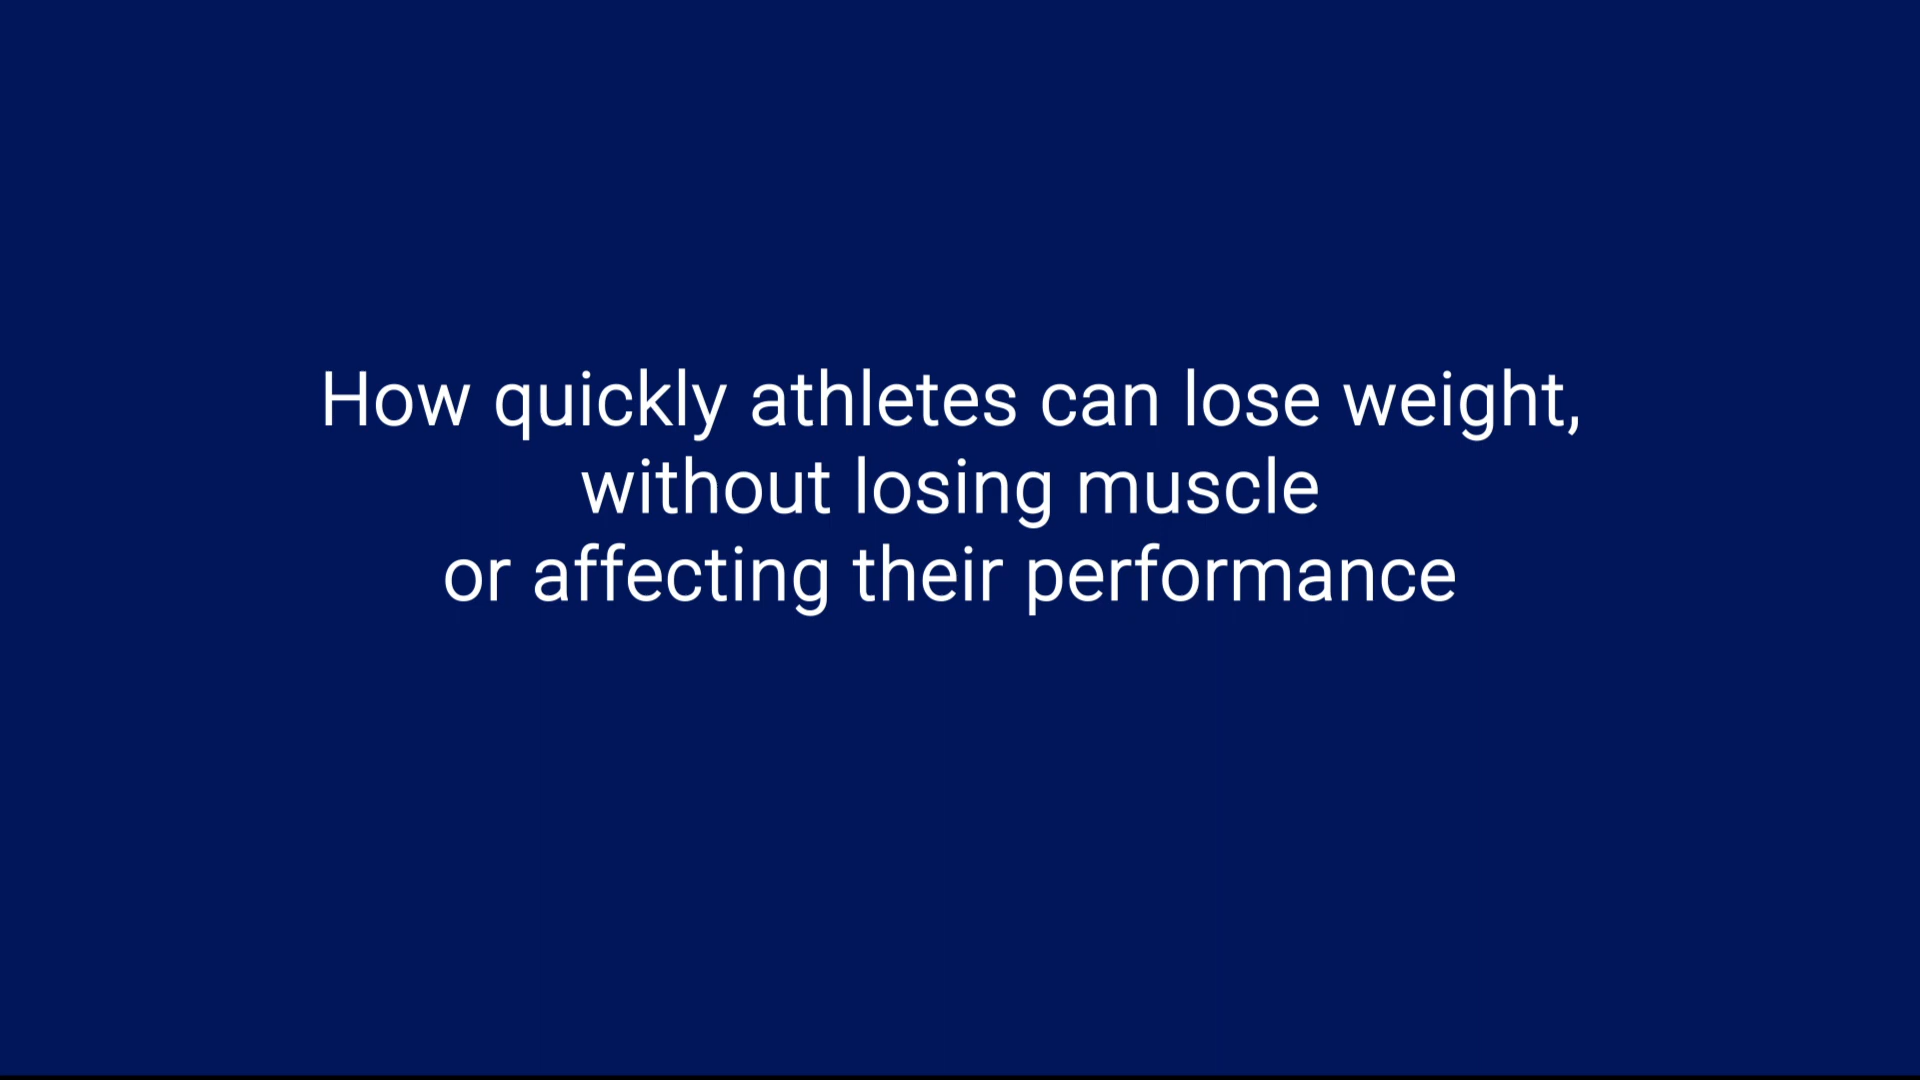 How quickly athletes can lose weight,
without losing muscle
or affecting their performance